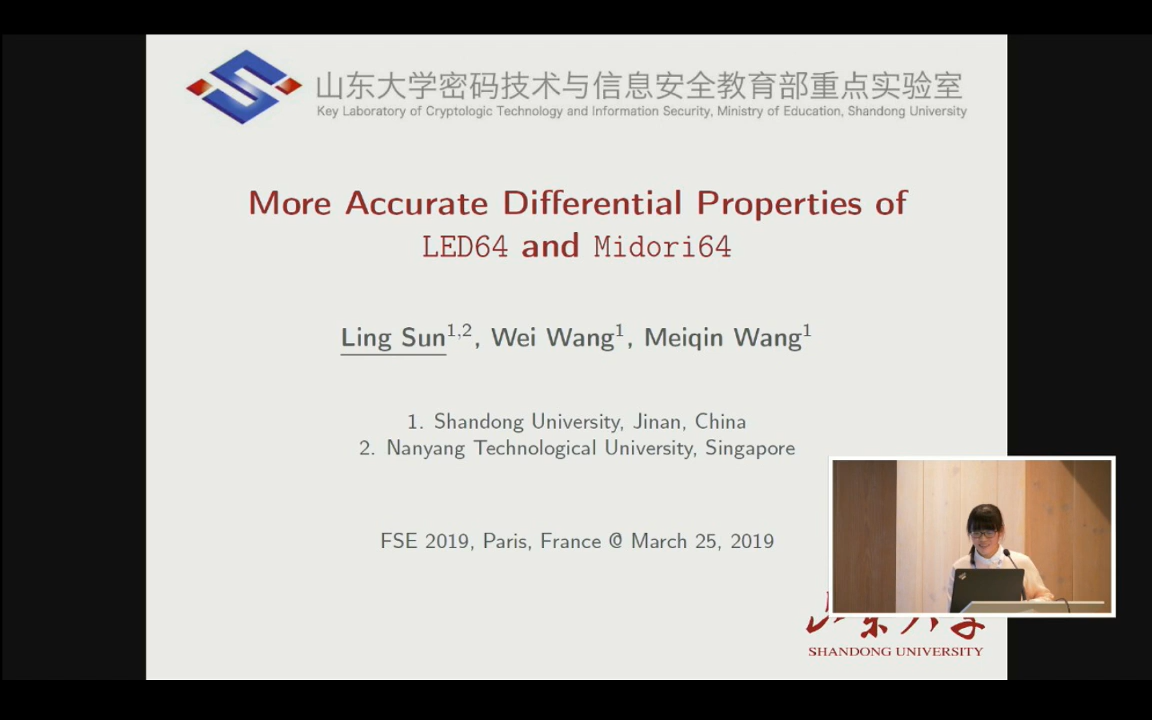 山东大学密码技术与信息安全教育部重点实验室
Key Laboratory of Cryptologic Technology and Information Security, Ministry of Education, Shandong University
More Accurate Differential Properties of
LED64 and Midori64
Ling Sun1,2, Wei Wang1, Meiqin Wang1
1. Shandong University, Jinan, China
2. Nanyang Technological University, Singapore
FSE 2019, Paris, France @ March 25, 2019
SHANDONG UNIVERSITY